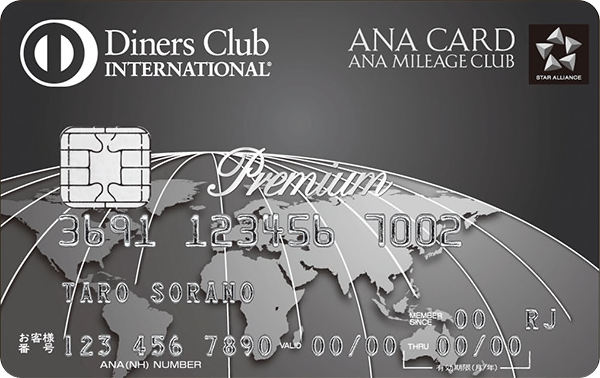 Diners Club
INTERNATIONAL®
ANA CARD
ANA MILEAGE CLUB
STAR ALLIANCE
Premium
3691 123456 7002
TARO SORANO
MEMBER SINCE 00 RJ
お客様番号 123 456 7890 VALID 00/00 THRU 00/00
ANA(NH) NUMBER
有効期限(月/年)